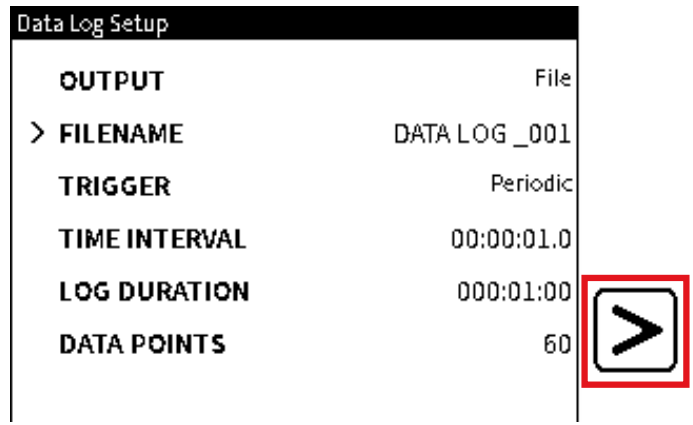 Data Log Setup
OUTPUT File
> FILENAME DATA LOG _001
TRIGGER Periodic
TIME INTERVAL 00:00:01.0
LOG DURATION 000:01:00
DATA POINTS 60
>